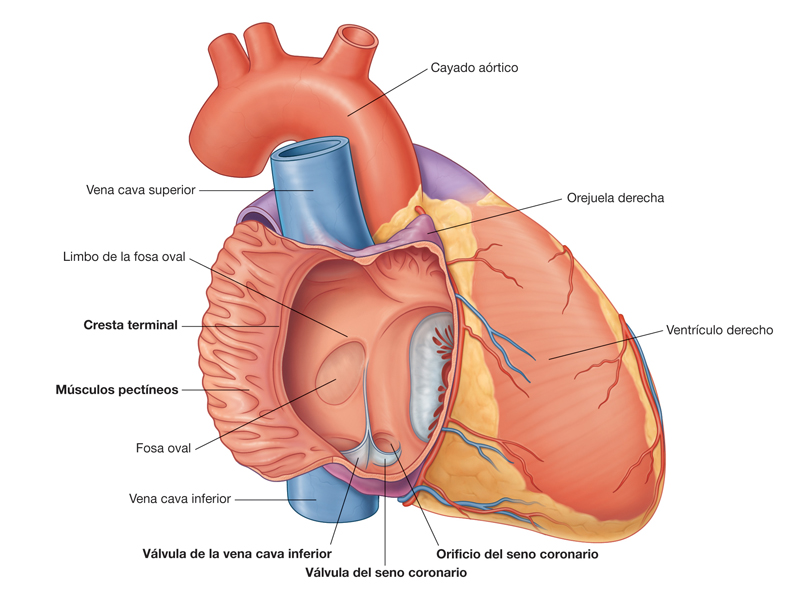 Cayado aórtico
Vena cava superior
Orejuela derecha
Limbo de la fosa oval
Cresta terminal
Ventrículo derecho
Músculos pectíneos
Fosa oval
Vena cava inferior
Válvula de la vena cava inferior
Orificio del seno coronario
Válvula del seno coronario